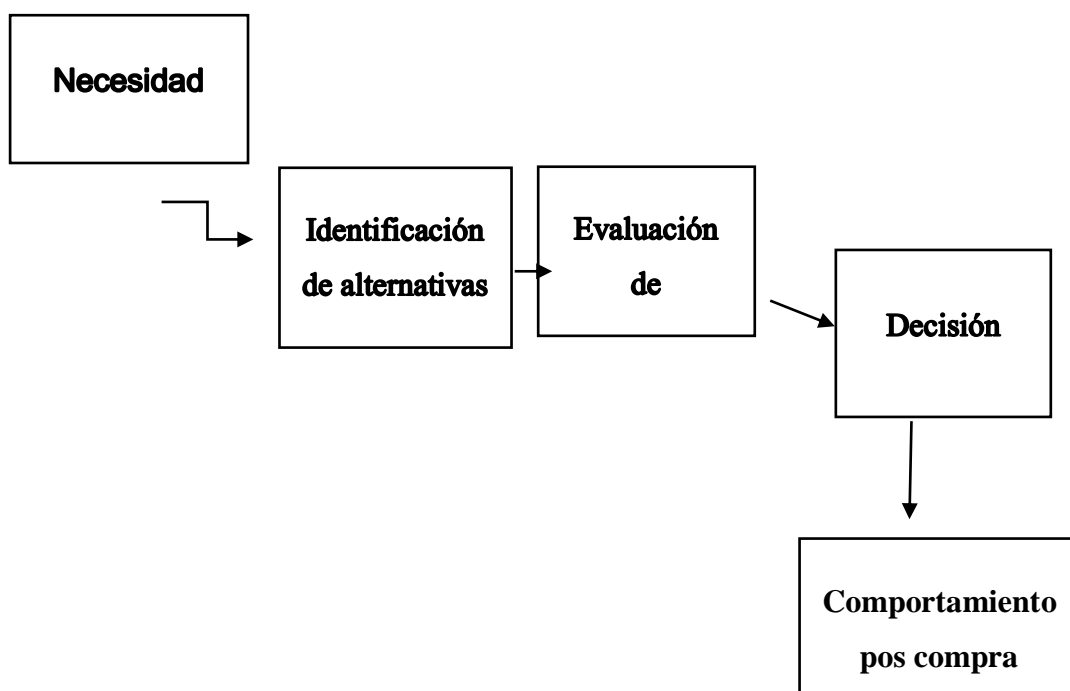 Necesidad
Identificación
de alternativas
Evaluación
de
Decisión
Comportamiento
pos compra